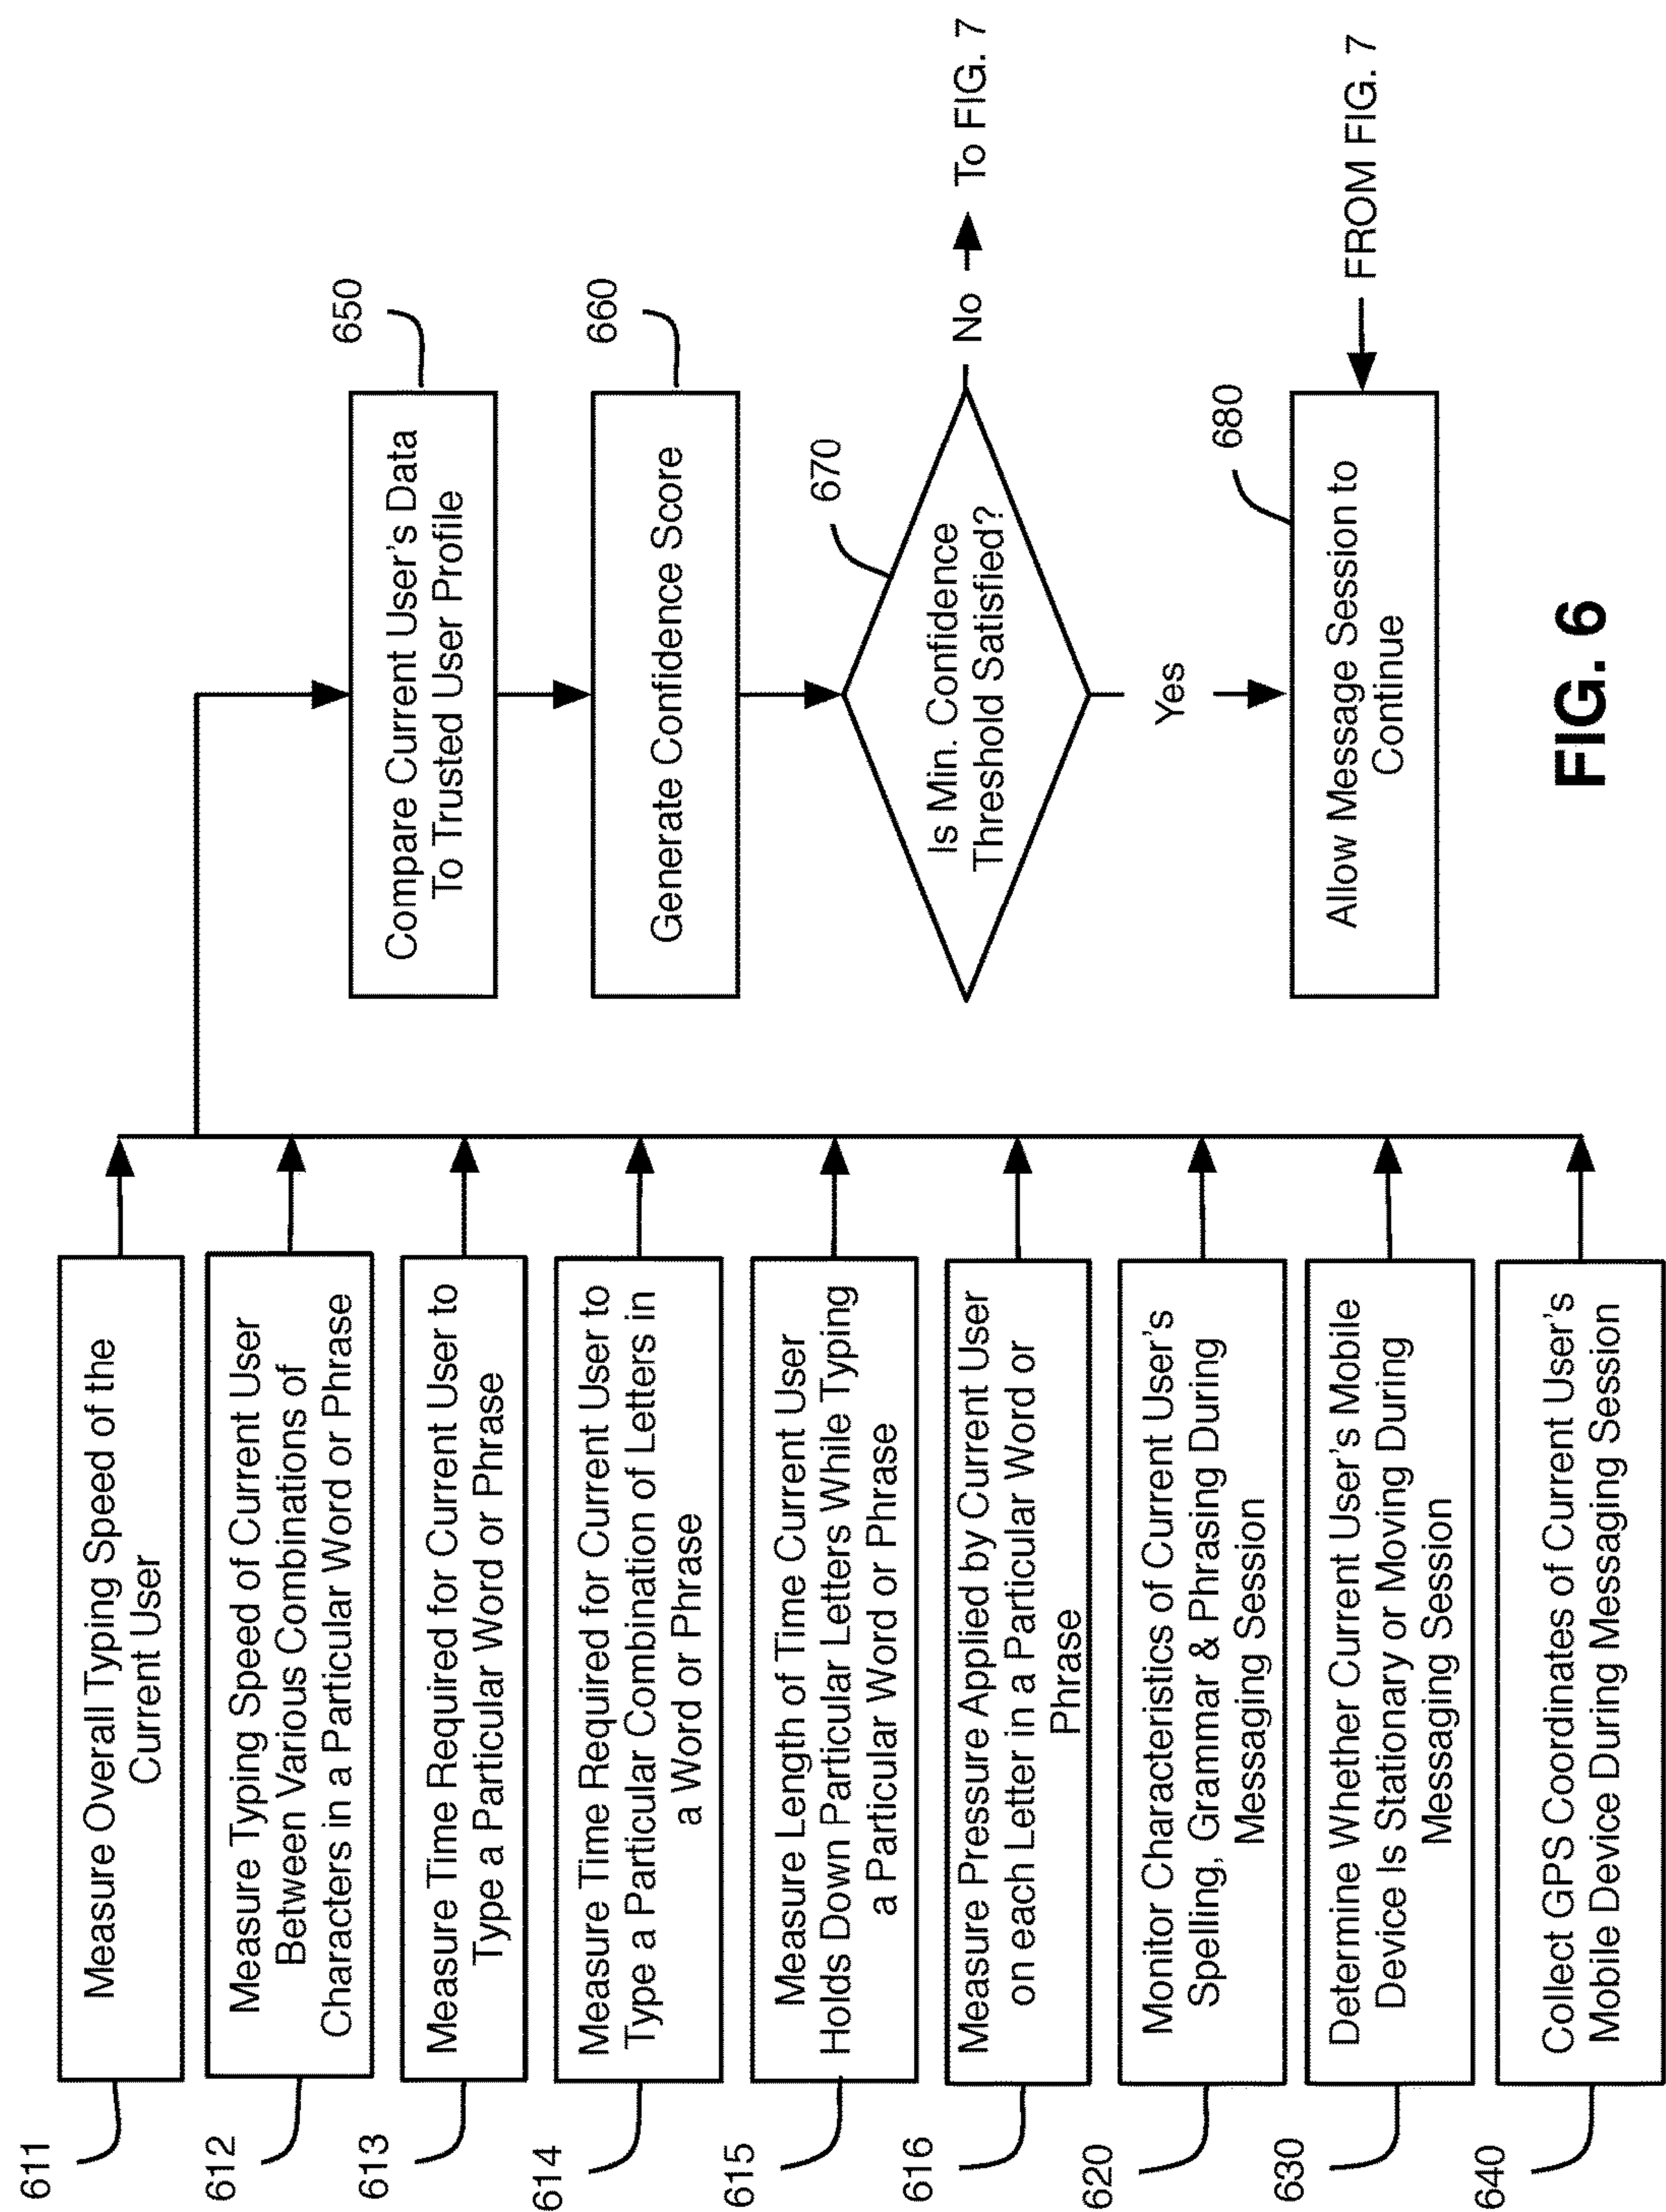 611
Measure Overall Typing Speed of the
Current User
612
Measure Typing Speed of Current User
Between Various Combinations of
Characters in a Particular Word or Phrase
613
Measure Time Required for Current User to
Type a Particular Word or Phrase
614
Measure Time Required for Current User to
Type a Particular Combination of Letters in
a Word or Phrase
615
Measure Length of Time Current User
Holds Down Particular Letters While Typing
a Particular Word or Phrase
616
Measure Pressure Applied by Current User
on each Letter in a Particular Word or
Phrase
620
Monitor Characteristics of Current User's
Spelling, Grammar & Phrasing During
Messaging Session
630
Determine Whether Current User's Mobile
Device Is Stationary or Moving During
Messaging Session
640
Collect GPS Coordinates of Current User's
Mobile Device During Messaging Session
650
Compare Current User's Data
To Trusted User Profile
660
Generate Confidence Score
670
Is Min. Confidence
Threshold Satisfied?
No
To FIG. 7
Yes
680
Allow Message Session to
Continue
FROM FIG. 7
FIG. 6